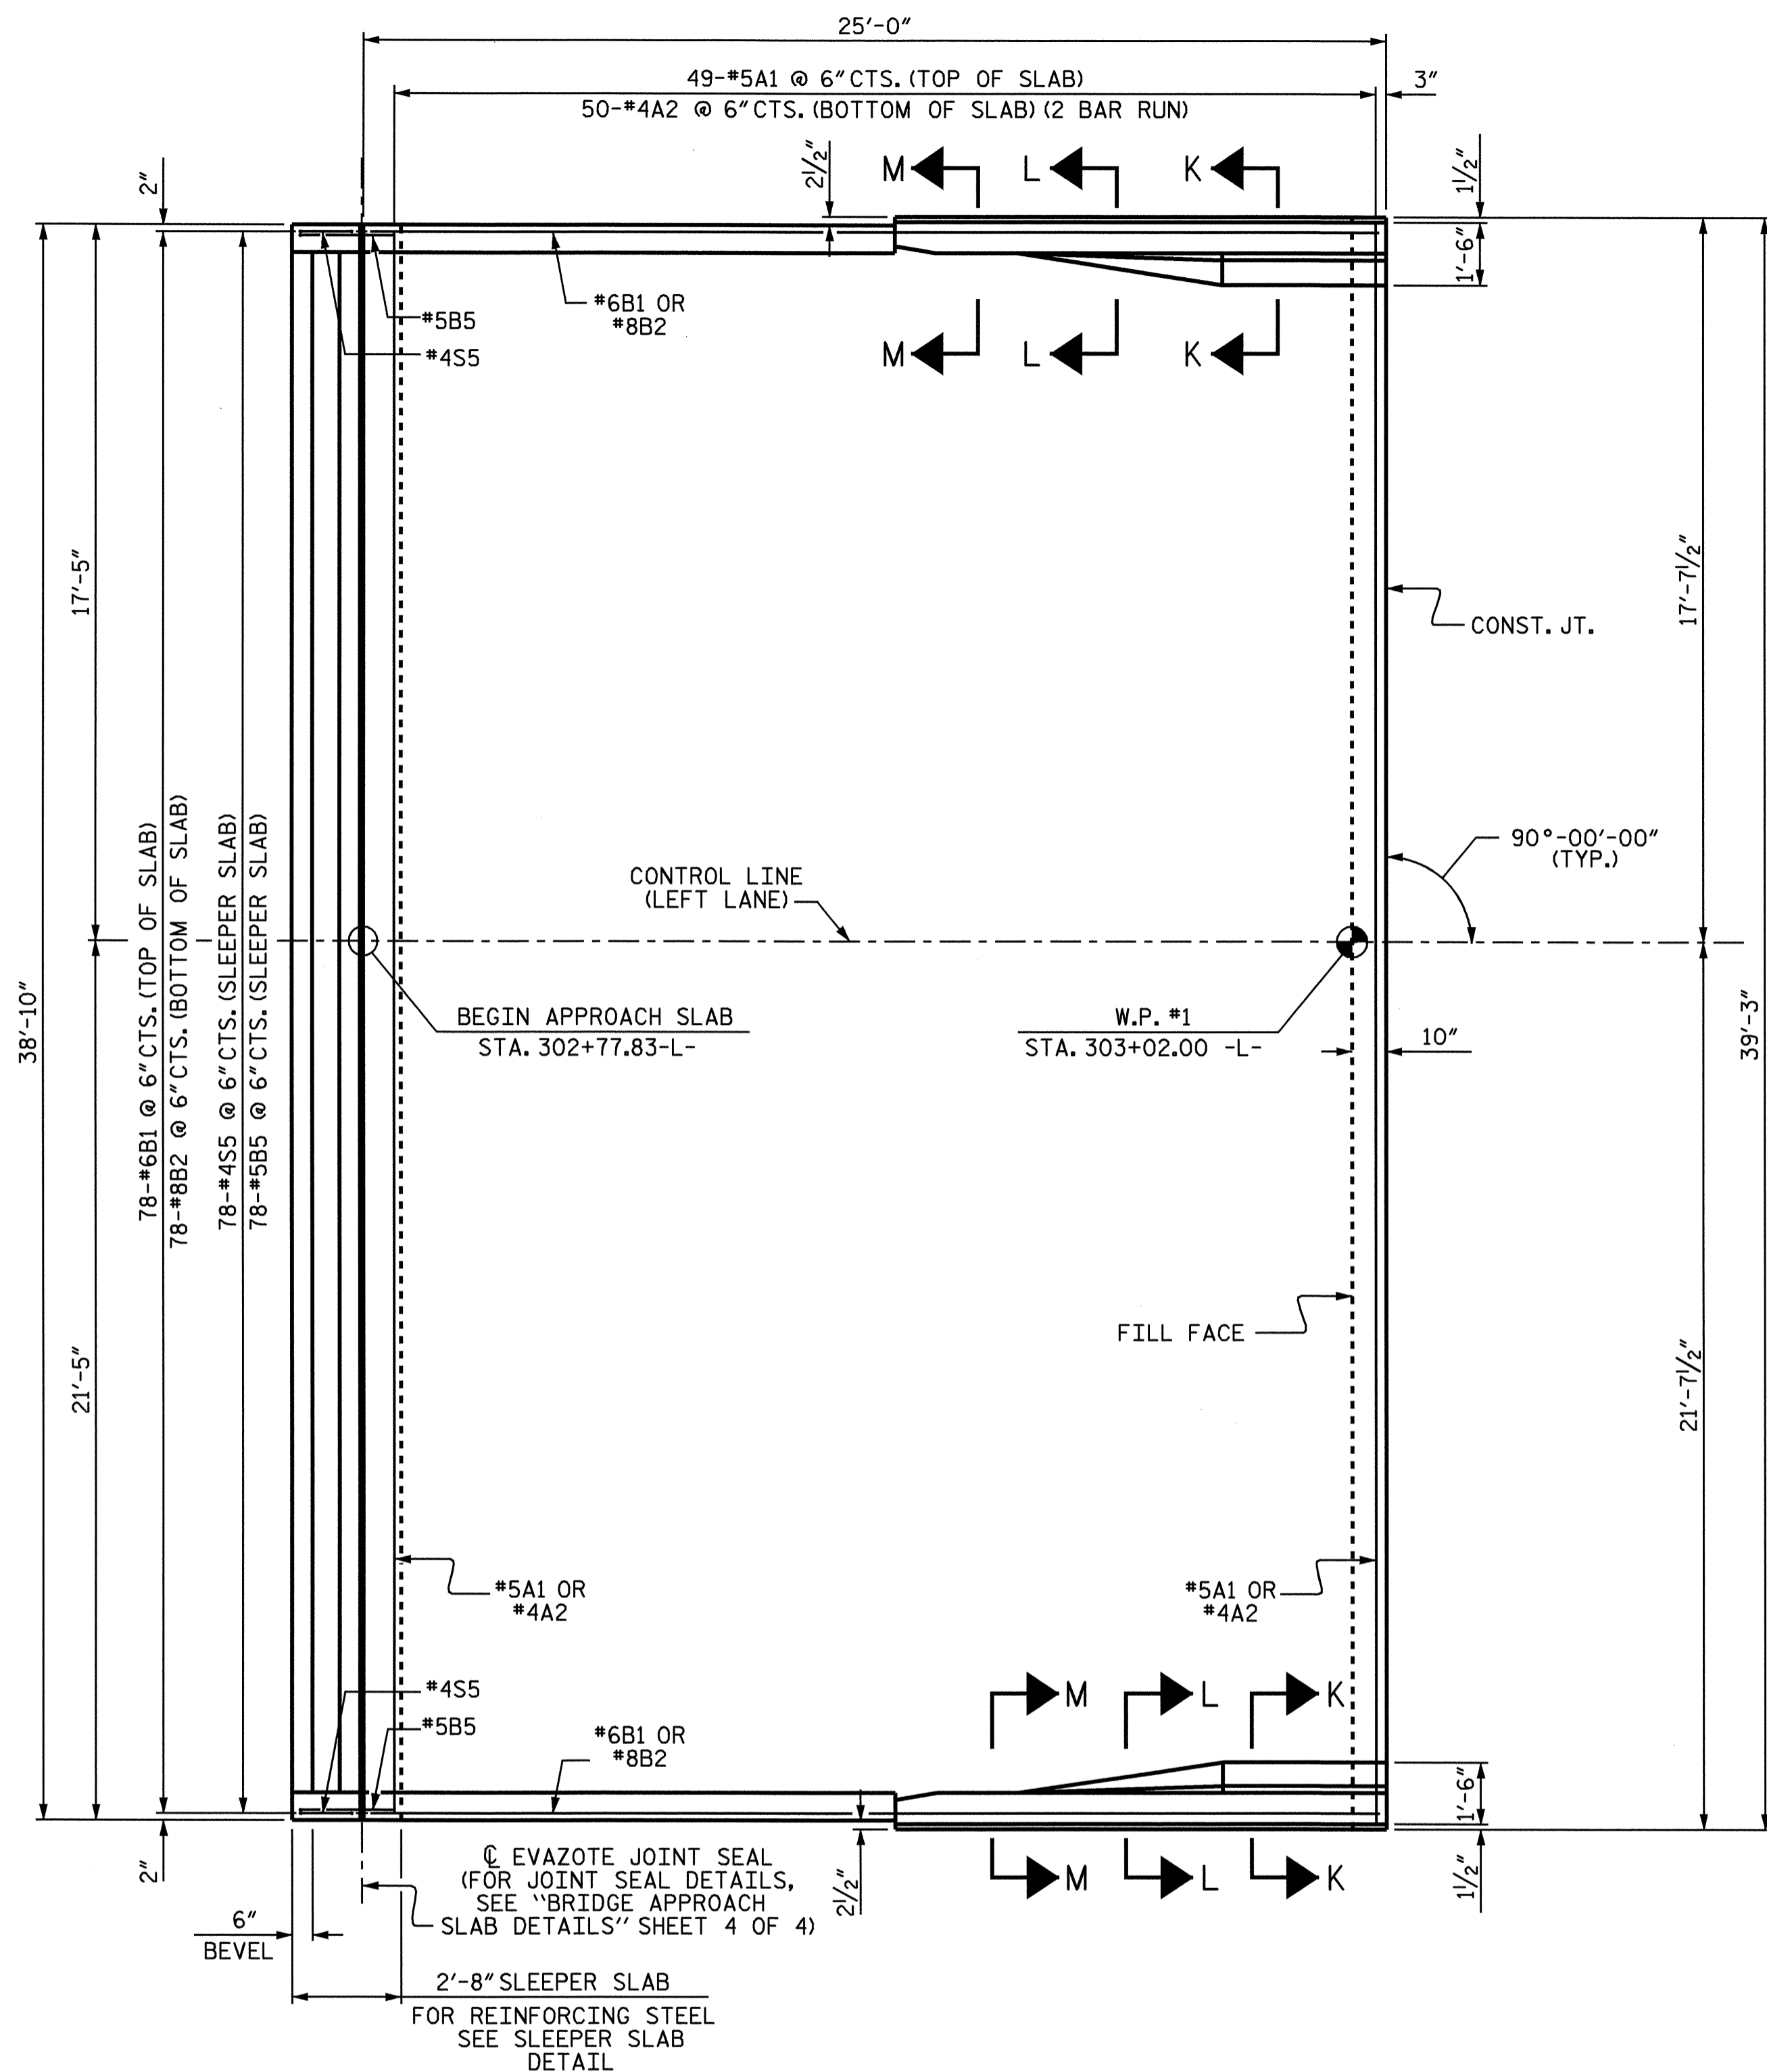 25'-0"
49-#5A1 @ 6" CTS. (TOP OF SLAB)
3"
50-#4A2 @ 6" CTS. (BOTTOM OF SLAB) (2 BAR RUN)
2"
2½"
M
L
K
1½"
1'-6"
#6B1 OR
#8B2
#5B5
#4S5
M
L
K
17'-5"
17'-7½"
CONST. JT.
90°-00'-00"
(TYP.)
CONTROL LINE
(LEFT LANE)
38'-10"
78-#6B1 @ 6" CTS. (TOP OF SLAB)
78-#8B2 @ 6" CTS. (BOTTOM OF SLAB)
78-#4S5 @ 6" CTS. (SLEEPER SLAB)
78-#5B5 @ 6" CTS. (SLEEPER SLAB)
BEGIN APPROACH SLAB
STA. 302+77.83-L-
W.P. #1
STA. 303+02.00 -L-
10"
39'-3"
21'-5"
FILL FACE
21'-7½"
#5A1 OR
#4A2
#5A1 OR
#4A2
#4S5
#5B5
#6B1 OR
#8B2
M
L
K
1'-6"
2"
℄ EVAZOTE JOINT SEAL
(FOR JOINT SEAL DETAILS,
SEE "BRIDGE APPROACH
SLAB DETAILS" SHEET 4 OF 4)
2½"
M
L
K
1½"
6"
BEVEL
2'-8" SLEEPER SLAB
FOR REINFORCING STEEL
SEE SLEEPER SLAB
DETAIL